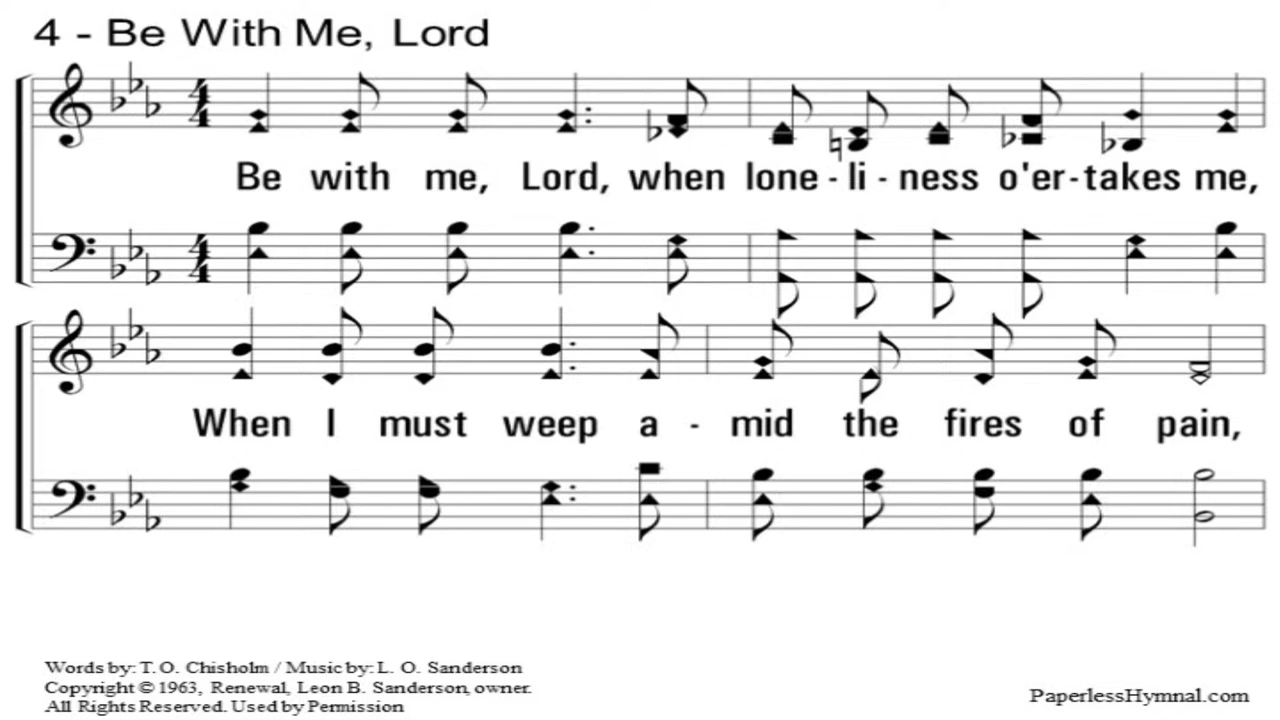 4 - Be With Me, Lord
Be with me, Lord, when lone - li - ness o'er-takes me,
When I must weep a - mid the fires of pain,
Words by: T. O. Chisholm / Music by: L. O. Sanderson
Copyright © 1963, Renewal, Leon B. Sanderson, owner.
All Rights Reserved. Used by Permission
PaperlessHymnal.com